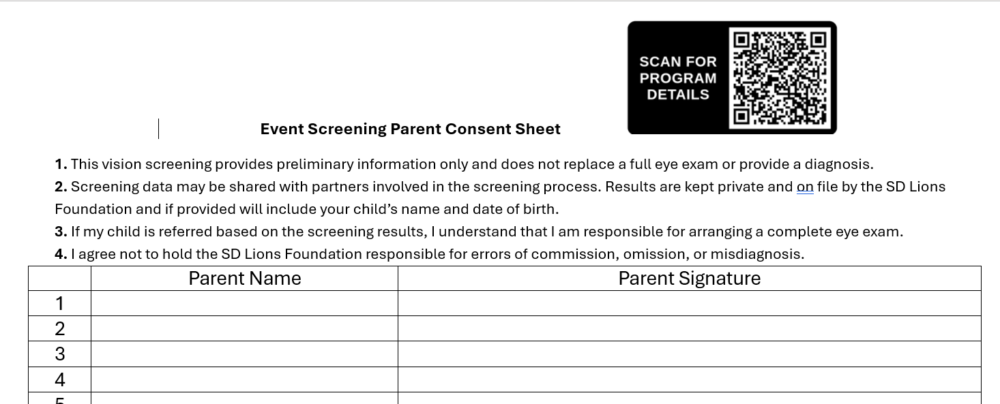 SCAN FOR
PROGRAM
DETAILS
Event Screening Parent Consent Sheet
1. This vision screening provides preliminary information only and does not replace a full eye exam or provide a diagnosis.
2. Screening data may be shared with partners involved in the screening process. Results are kept private and on file by the SD Lions
Foundation and if provided will include your child’s name and date of birth.
3. If my child is referred based on the screening results, I understand that I am responsible for arranging a complete eye exam.
4. I agree not to hold the SD Lions Foundation responsible for errors of commission, omission, or misdiagnosis.
Parent Name Parent Signature
1
2
3
4
5